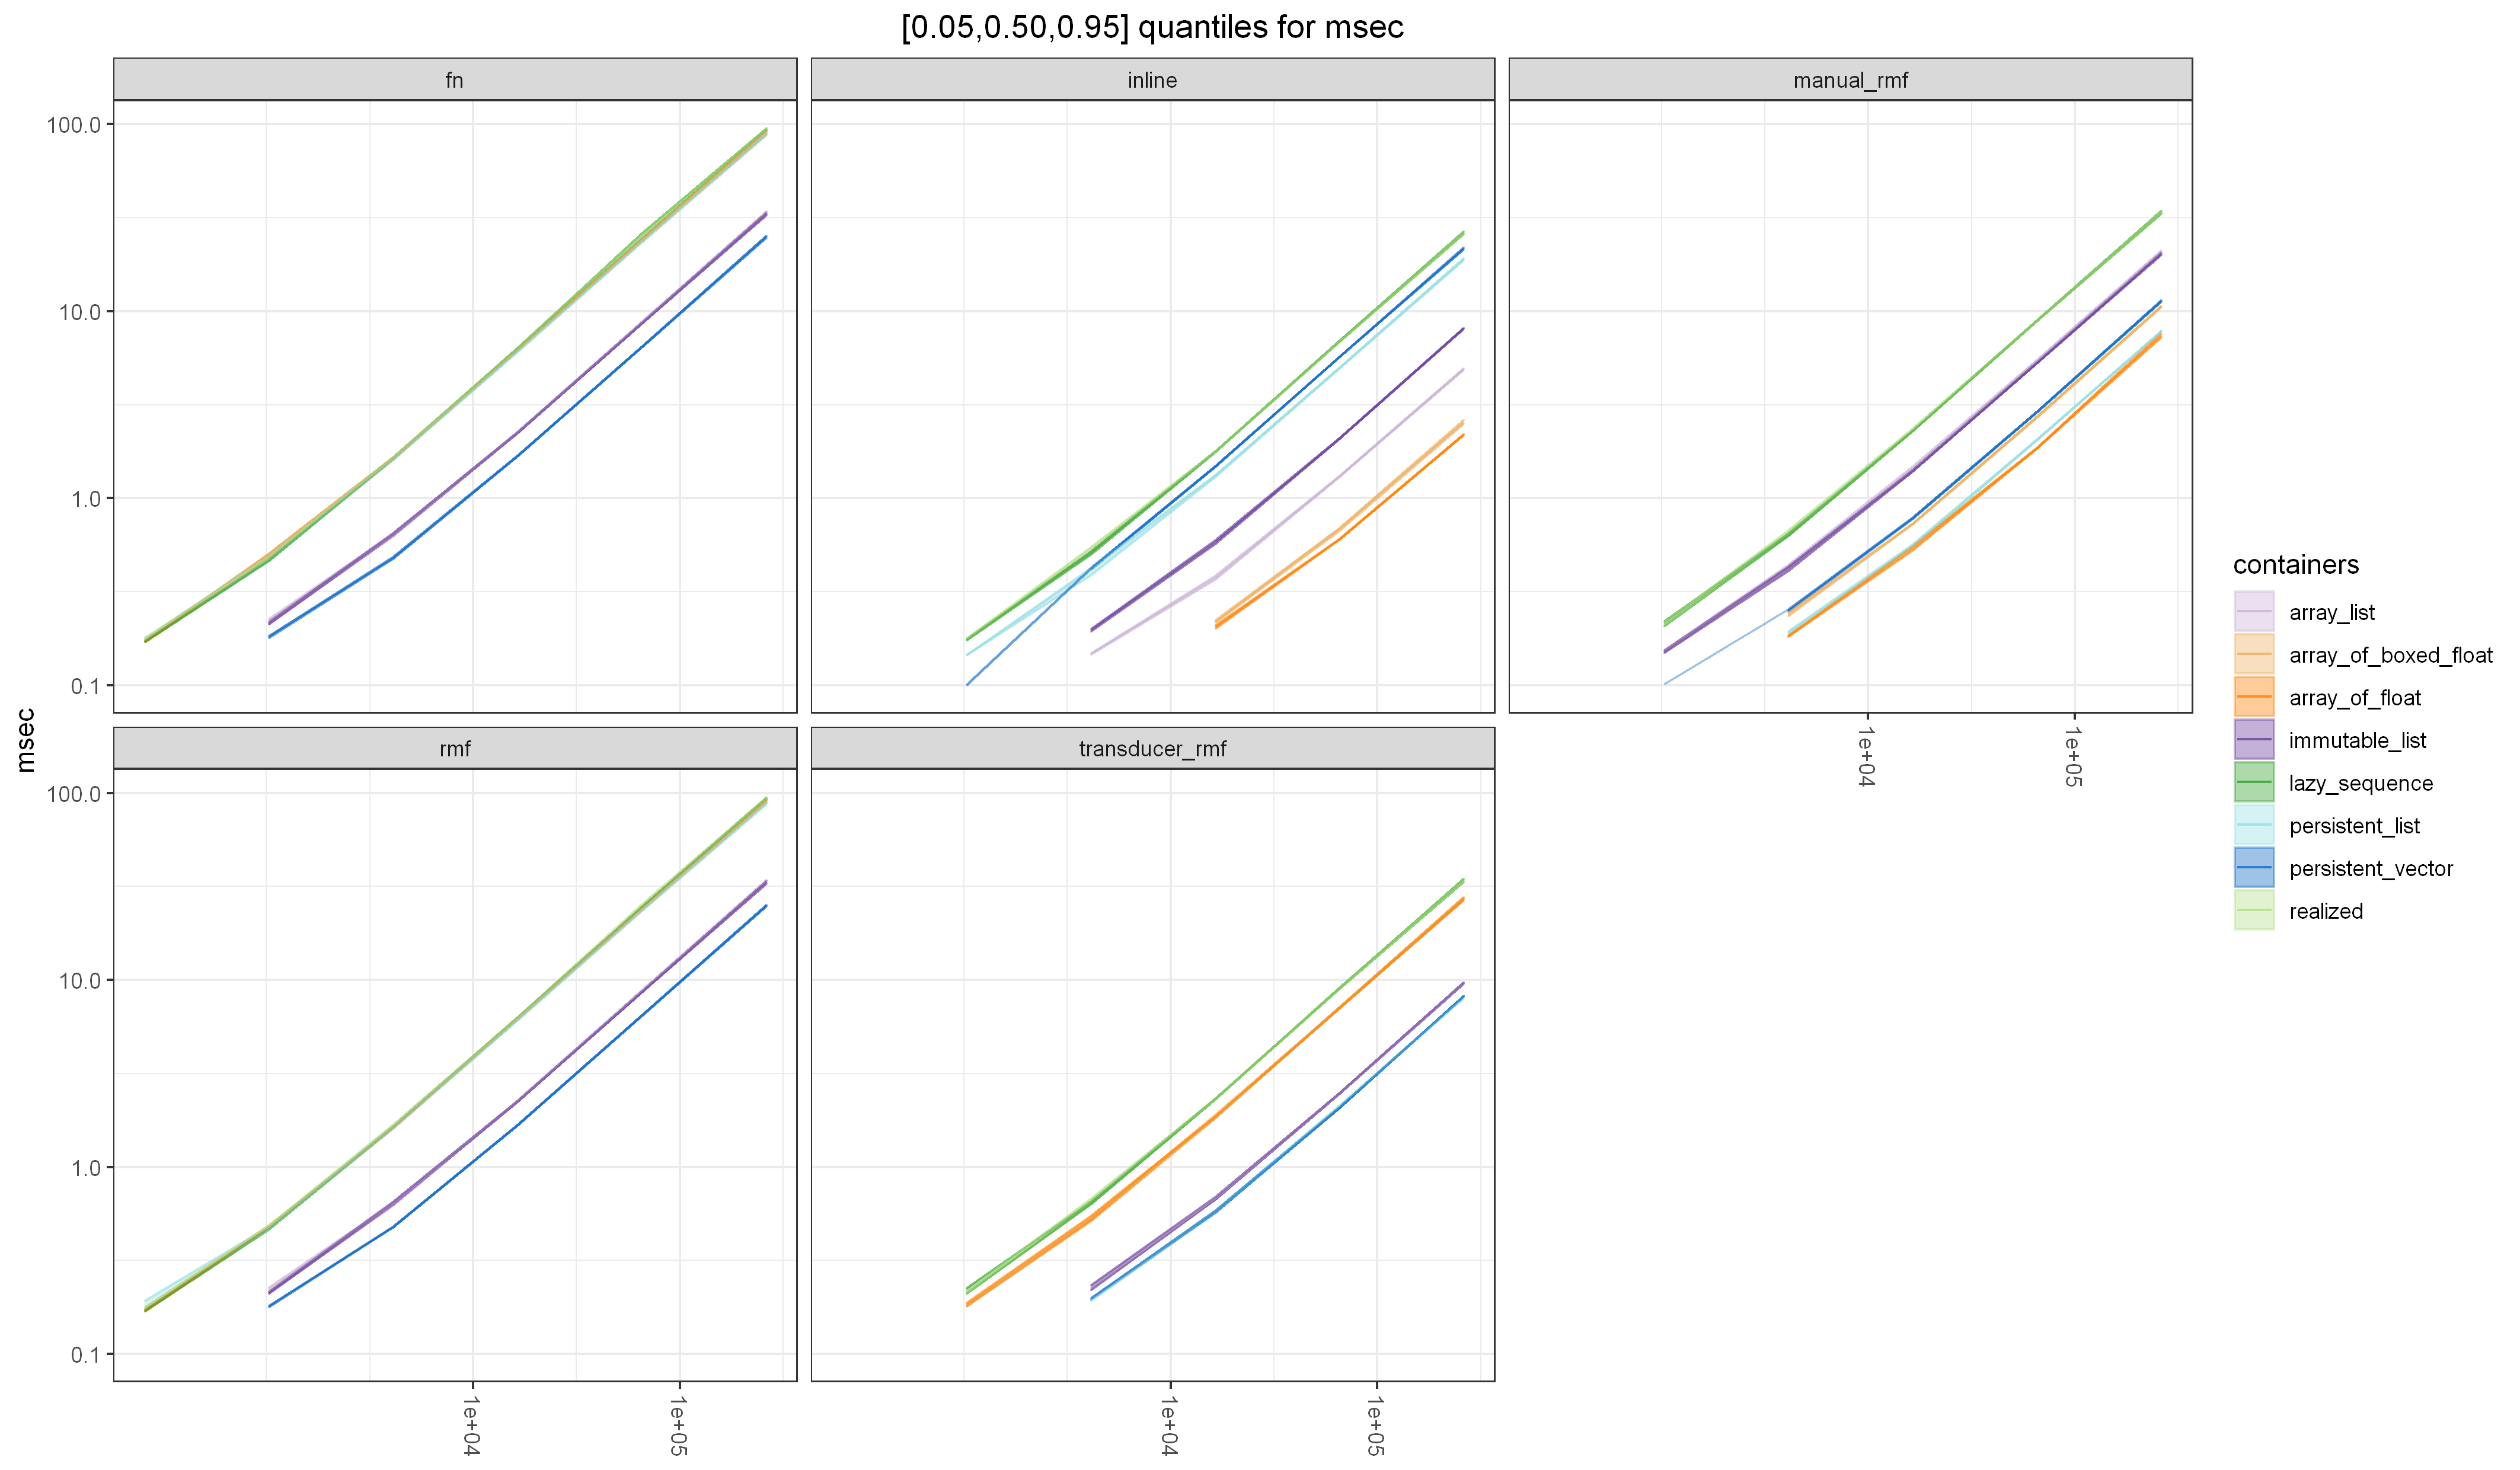 [0.05,0.50,0.95] quantiles for msec
fn
inline
manual_rmf
100.0
10.0
1.0
0.1
1e+04
1e+05
msec
rmf
transducer_rmf
100.0
10.0
1.0
0.1
1e+04
1e+05
1e+04
1e+05
containers
array_list
array_of_boxed_float
array_of_float
immutable_list
lazy_sequence
persistent_list
persistent_vector
realized